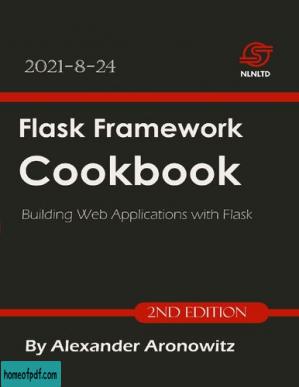 2021-8-24
NLNLTD
Flask Framework
Cookbook
Building Web Applications with Flask
2ND EDITION
By Alexander Aronowitz
homeofpdf.com